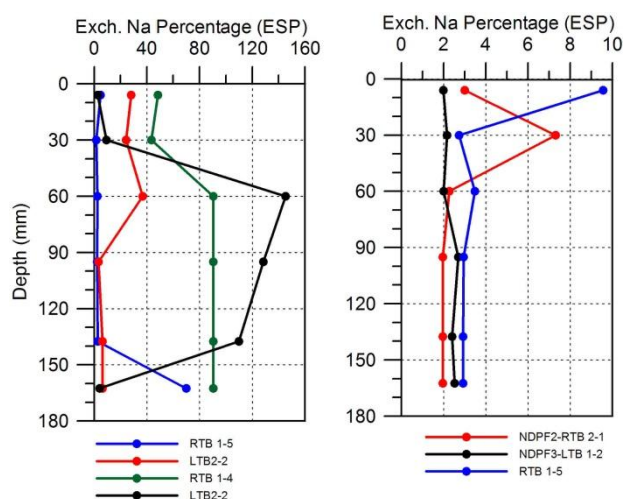 Exch. Na Percentage (ESP)
0 40 80 120 160
0
30
60
90
120
150
180
Depth (mm)
RTB 1-5
LTB2-2
RTB 1-4
LTB2-2
Exch. Na Percentage (ESP)
0 2 4 6 8 10
0
30
60
90
120
150
180
NDPF2-RTB 2-1
NDPF3-LTB 1-2
RTB 1-5